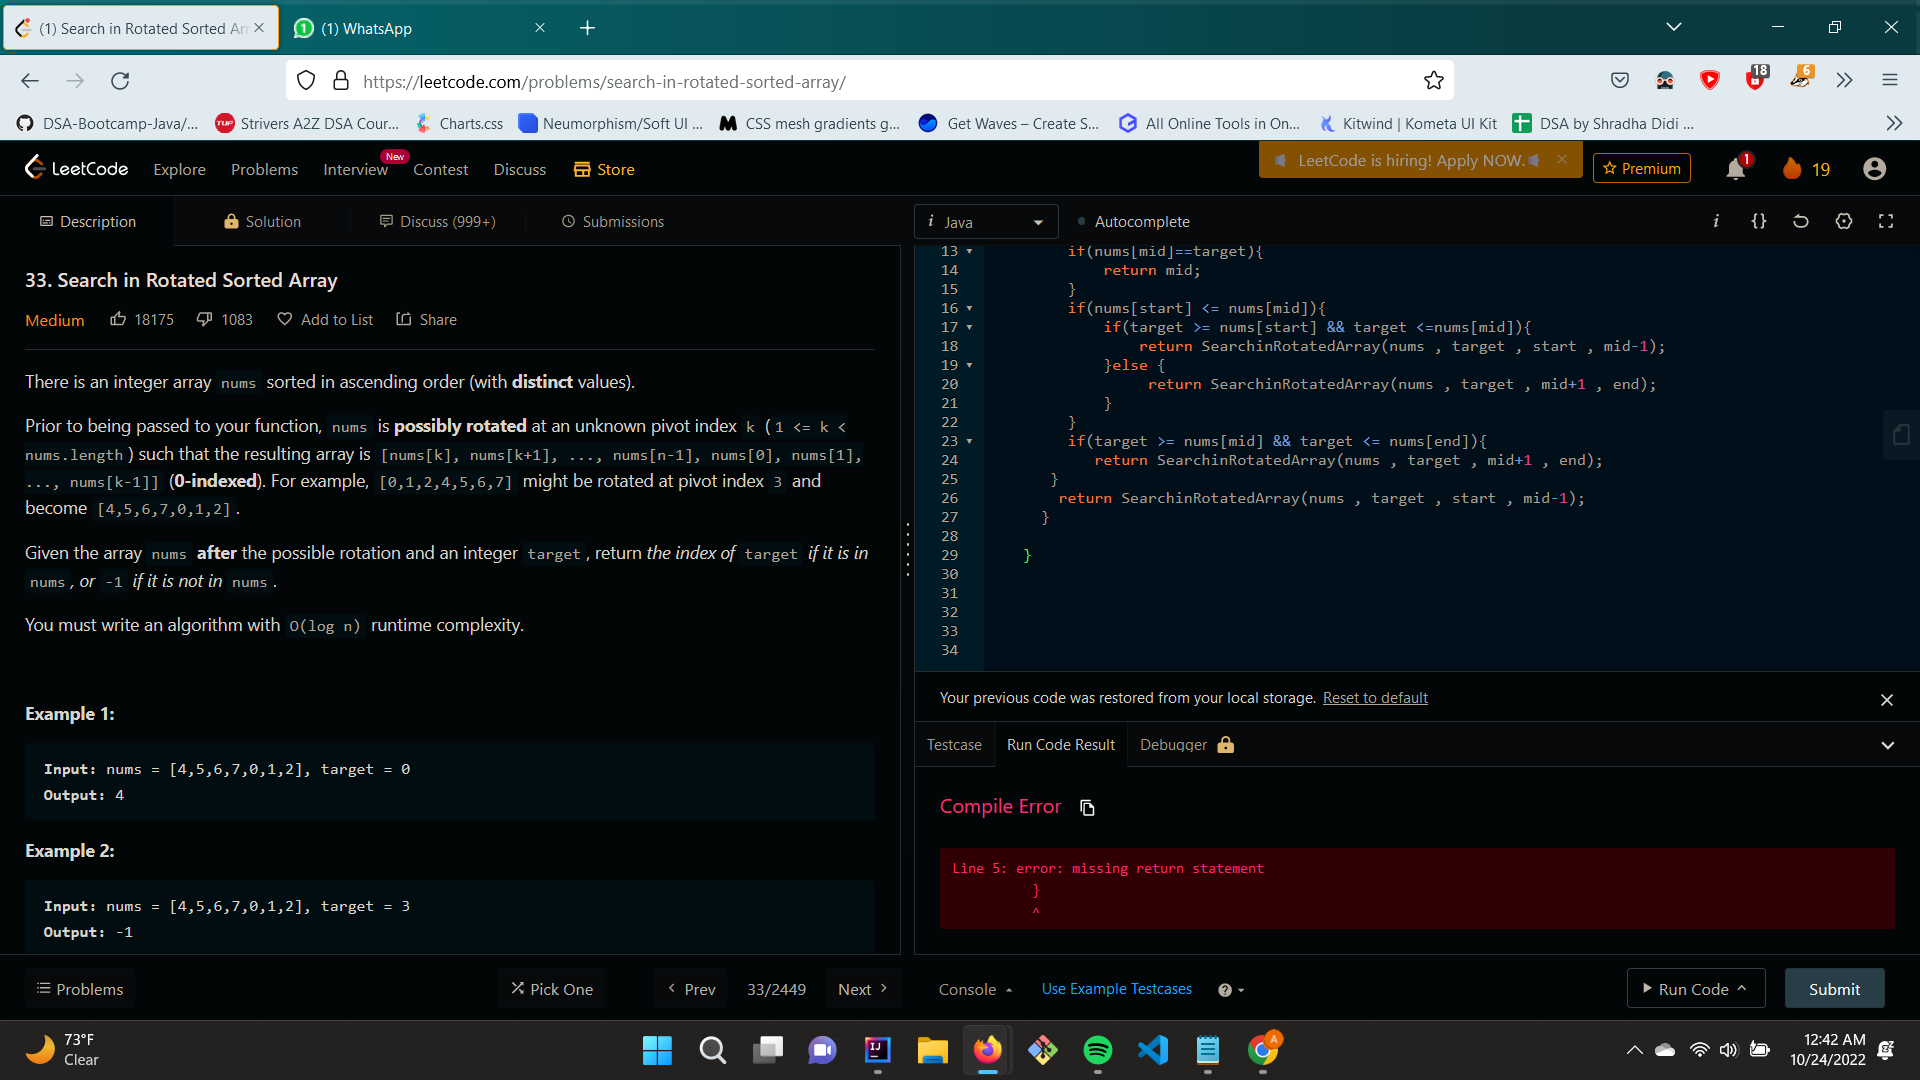 (1) Search in Rotated Sorted Arr
(1) WhatsApp
https://leetcode.com/problems/search-in-rotated-sorted-array/
18
6
DSA-Bootcamp-Java/...
TUF Strivers A2Z DSA Cour...
Charts.css
Neumorphism/Soft UI ...
CSS mesh gradients g...
Get Waves – Create S...
All Online Tools in On...
Kitwind | Kometa UI Kit
DSA by Shradha Didi ...
LeetCode
Explore
Problems
Interview
New
Contest
Discuss
Store
LeetCode is hiring! Apply NOW.
Premium
1
19
Description
Solution
Discuss (999+)
Submissions
33. Search in Rotated Sorted Array
Medium 18175 1083 Add to List Share
There is an integer array nums sorted in ascending order (with distinct values).
Prior to being passed to your function, nums is possibly rotated at an unknown pivot index k (1 <= k <
nums.length) such that the resulting array is [nums[k], nums[k+1], ..., nums[n-1], nums[0], nums[1],
..., nums[k-1]] (0-indexed). For example, [0,1,2,4,5,6,7] might be rotated at pivot index 3 and
become [4,5,6,7,0,1,2].
Given the array nums after the possible rotation and an integer target, return the index of target if it is in
nums, or -1 if it is not in nums.
You must write an algorithm with O(log n) runtime complexity.
Example 1:
Input: nums = [4,5,6,7,0,1,2], target = 0
Output: 4
Example 2:
Input: nums = [4,5,6,7,0,1,2], target = 3
Output: -1
Problems
Pick One
Prev
33/2449
Next
i Java
Autocomplete
i {}
13 if(nums[mid]==target){
14 return mid;
15 }
16 if(nums[start] <= nums[mid]){
17 if(target >= nums[start] && target <=nums[mid]){
18 return SearchinRotatedArray(nums , target , start , mid-1);
19 }else {
20 return SearchinRotatedArray(nums , target , mid+1 , end);
21 }
22 }
23 if(target >= nums[mid] && target <= nums[end]){
24 return SearchinRotatedArray(nums , target , mid+1 , end);
25 }
26 return SearchinRotatedArray(nums , target , start , mid-1);
27 }
28
29 }
30
31
32
33
34
Your previous code was restored from your local storage. Reset to default
Testcase
Run Code Result
Debugger
Compile Error
Line 5: error: missing return statement
}
^
Console
Use Example Testcases
?
Run Code
Submit
73°F
Clear
IJ
A
12:42 AM
10/24/2022